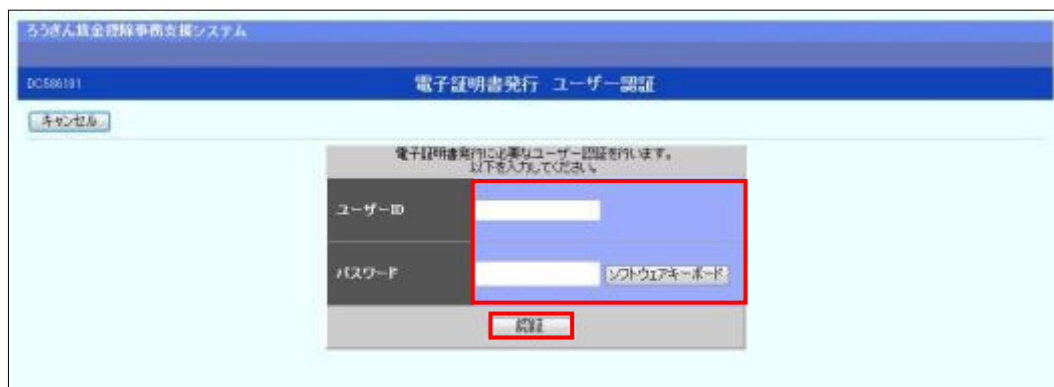 ろうきん賃金控除事務支援システム
DC586101
電子証明書発行 ユーザー認証
キャンセル
電子証明書発行に必要なユーザー認証を行います。
以下を入力してください。
ユーザーID
パスワード
ソフトウェアキーボード
認証